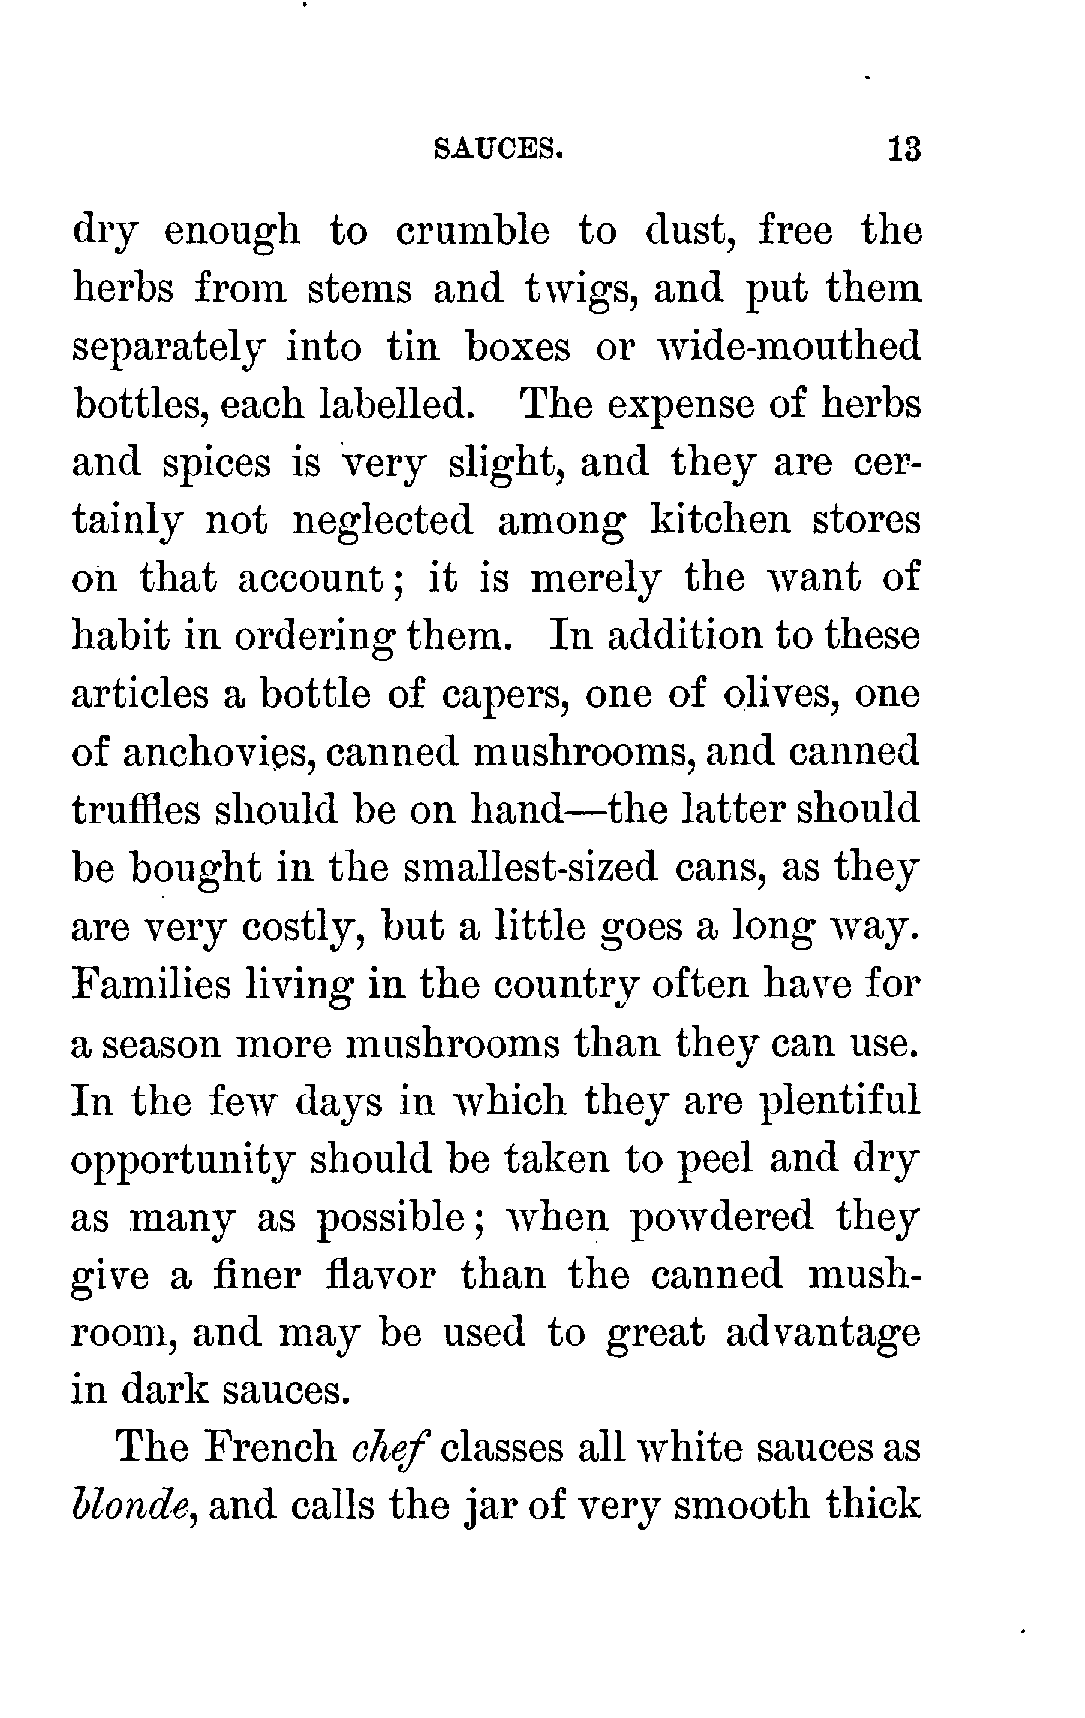 SAUCES. 13
dry enough to crumble to dust, free the
herbs from stems and twigs, and put them
separately into tin boxes or wide-mouthed
bottles, each labelled. The expense of herbs
and spices is very slight, and they are cer-
tainly not neglected among kitchen stores
on that account; it is merely the want of
habit in ordering them. In addition to these
articles a bottle of capers, one of olives, one
of anchovies, canned mushrooms, and canned
truffles should be on hand—the latter should
be bought in the smallest-sized cans, as they
are very costly, but a little goes a long way.
Families living in the country often have for
a season more mushrooms than they can use.
In the few days in which they are plentiful
opportunity should be taken to peel and dry
as many as possible; when powdered they
give a finer flavor than the canned mush-
room, and may be used to great advantage
in dark sauces.
The French chef classes all white sauces as
blonde, and calls the jar of very smooth thick